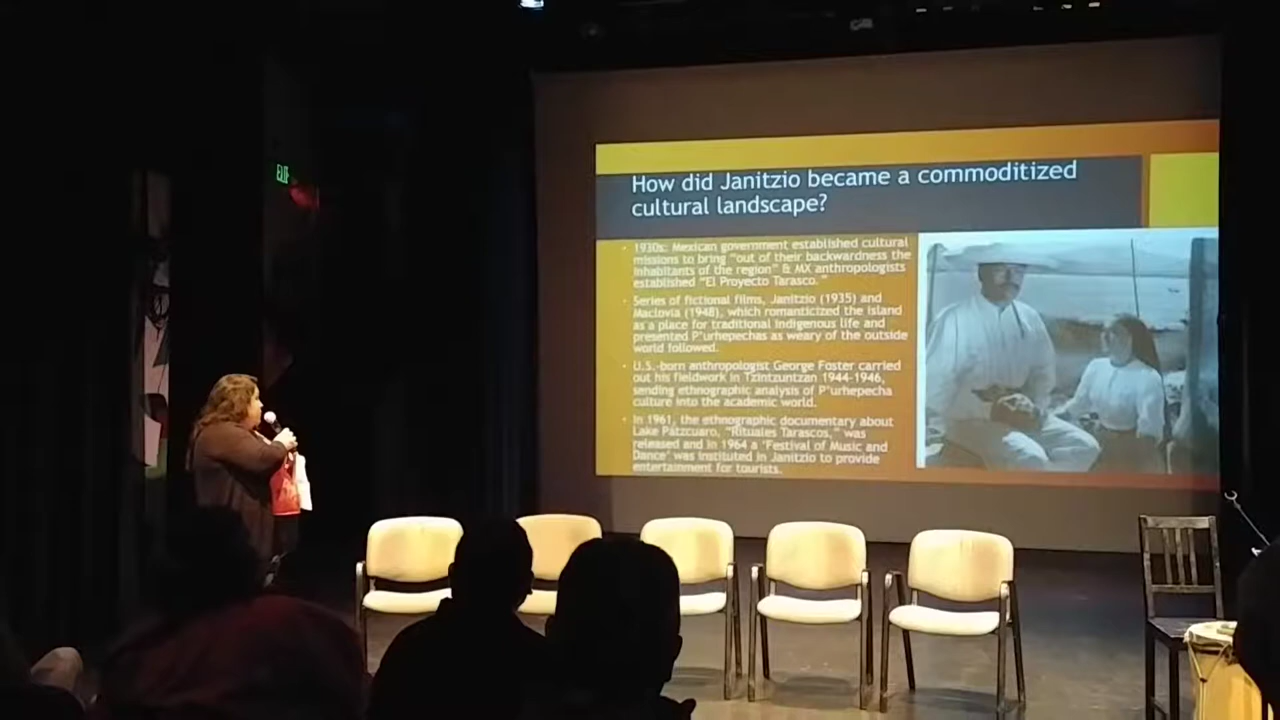 How did Janitzio became a commoditized
cultural landscape?
• 1930s: Mexican government established cultural
missions to bring "out of their backwardness the
inhabitants of the region" & MX anthropologists
established "El Proyecto Tarasco."
• Series of fictional films, Janitzio (1935) and
Maclovia (1948), which romanticized the island
as a place for traditional indigenous life and
presented P'urhepechas as weary of the outside
world followed.
• U.S.-born anthropologist George Foster carried
out his fieldwork in Tzintzuntzan 1944-1946,
sending ethnographic analysis of P'urhepecha
culture into the academic world.
• In 1961, the ethnographic documentary about
Lake Pátzcuaro, "Rituales Tarascos," was
released and in 1964 a 'Festival of Music and
Dance' was instituted in Janitzio to provide
entertainment for tourists.